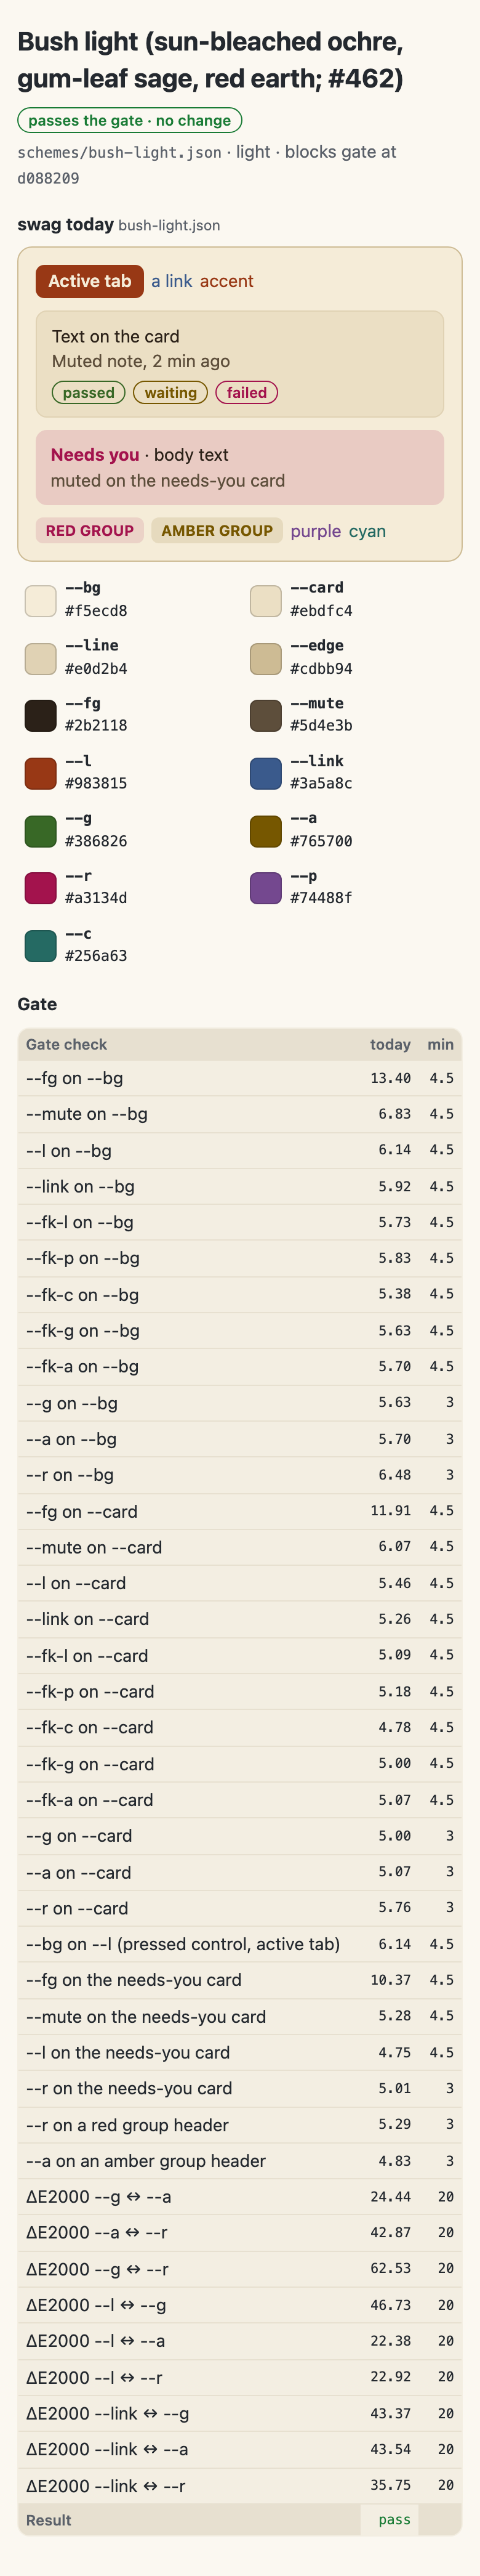 Bush light (sun-bleached ochre,
gum-leaf sage, red earth; #462)
passes the gate · no change
schemes/bush-light.json · light · blocks gate at
d088209
swag today bush-light.json
Active tab a link accent
Text on the card
Muted note, 2 min ago
passed waiting failed
Needs you · body text
muted on the needs-you card
RED GROUP AMBER GROUP purple cyan
--bg --card
#f5ecd8 #ebdfc4
--line --edge
#e0d2b4 #cdbb94
--fg --mute
#2b2118 #5d4e3b
--l --link
#983815 #3a5a8c
--g --a
#386826 #765700
--r --p
#a3134d #74488f
--c
#256a63
Gate
Gate check today min
--fg on --bg 13.40 4.5
--mute on --bg 6.83 4.5
--l on --bg 6.14 4.5
--link on --bg 5.92 4.5
--fk-l on --bg 5.73 4.5
--fk-p on --bg 5.83 4.5
--fk-c on --bg 5.38 4.5
--fk-g on --bg 5.63 4.5
--fk-a on --bg 5.70 4.5
--g on --bg 5.63 3
--a on --bg 5.70 3
--r on --bg 6.48 3
--fg on --card 11.91 4.5
--mute on --card 6.07 4.5
--l on --card 5.46 4.5
--link on --card 5.26 4.5
--fk-l on --card 5.09 4.5
--fk-p on --card 5.18 4.5
--fk-c on --card 4.78 4.5
--fk-g on --card 5.00 4.5
--fk-a on --card 5.07 4.5
--g on --card 5.00 3
--a on --card 5.07 3
--r on --card 5.76 3
--bg on --l (pressed control, active tab) 6.14 4.5
--fg on the needs-you card 10.37 4.5
--mute on the needs-you card 5.28 4.5
--l on the needs-you card 4.75 4.5
--r on the needs-you card 5.01 3
--r on a red group header 5.29 3
--a on an amber group header 4.83 3
ΔE2000 --g ↔ --a 24.44 20
ΔE2000 --a ↔ --r 42.87 20
ΔE2000 --g ↔ --r 62.53 20
ΔE2000 --l ↔ --g 46.73 20
ΔE2000 --l ↔ --a 22.38 20
ΔE2000 --l ↔ --r 22.92 20
ΔE2000 --link ↔ --g 43.37 20
ΔE2000 --link ↔ --a 43.54 20
ΔE2000 --link ↔ --r 35.75 20
Result pass